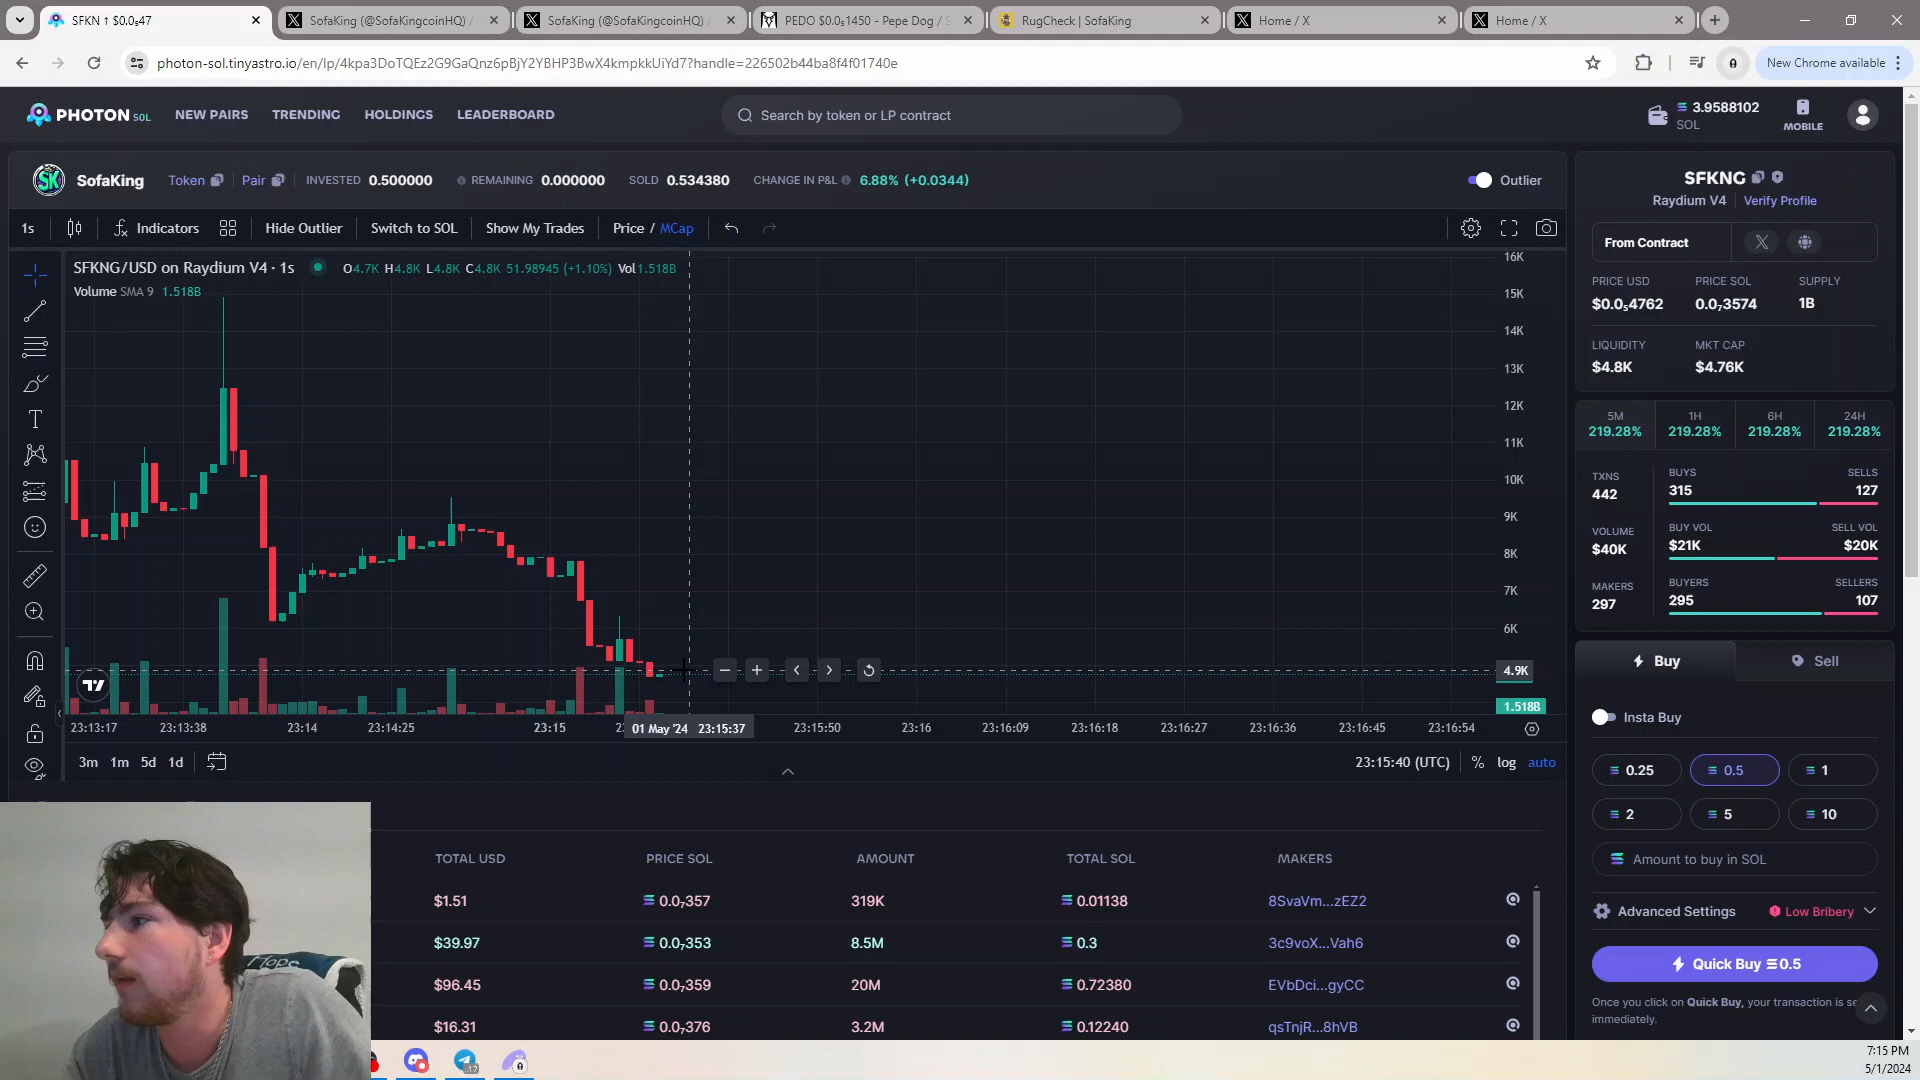 SFKN ↑ $0.0₅47
SofaKing (@SofaKingcoinHQ) /
SofaKing (@SofaKingcoinHQ) /
PEDO $0.0₅1450 - Pepe Dog / S
RugCheck | SofaKing
Home / X
Home / X
photon-sol.tinyastro.io/en/lp/4kpa3DoTQEz2G9GaQnz6pBjY2YBHP3BwX4kmpkkUiYd7?handle=226502b44ba8f4f01740e
New Chrome available
PHOTON SOL
NEW PAIRS
TRENDING
HOLDINGS
LEADERBOARD
Search by token or LP contract
3.9588102
SOL
MOBILE
SofaKing
Token
Pair
INVESTED 0.500000
REMAINING 0.000000
SOLD 0.534380
CHANGE IN P&L 6.88% (+0.0344)
Outlier
1s
Indicators
Hide Outlier
Switch to SOL
Show My Trades
Price / MCap
SFKNG/USD on Raydium V4 · 1s
O4.7K H4.8K L4.8K C4.8K 51.98945 (+1.10%) Vol1.518B
Volume SMA 9 1.518B
16K
15K
14K
13K
12K
11K
10K
9K
8K
7K
6K
4.9K
1.518B
23:13:17
23:13:38
23:14
23:14:25
23:15
01 May '24 23:15:37
23:15:50
23:16
23:16:09
23:16:18
23:16:27
23:16:36
23:16:45
23:16:54
3m 1m 5d 1d
23:15:40 (UTC)
% log auto
TOTAL USD
PRICE SOL
AMOUNT
TOTAL SOL
MAKERS
$1.51 0.0₇357 319K 0.01138 8SvaVm...zEZ2
$39.97 0.0₇353 8.5M 0.3 3c9voX...Vah6
$96.45 0.0₇359 20M 0.72380 EVbDci...gyCC
$16.31 0.0₇376 3.2M 0.12240 qsTnjR...8hVB
SFKNG
Raydium V4
Verify Profile
From Contract
PRICE USD
PRICE SOL
SUPPLY
$0.0₅4762
0.0₇3574
1B
LIQUIDITY
MKT CAP
$4.8K
$4.76K
5M
1H
6H
24H
219.28%
219.28%
219.28%
219.28%
TXNS
442
BUYS
315
SELLS
127
VOLUME
$40K
BUY VOL
$21K
SELL VOL
$20K
MAKERS
297
BUYERS
295
SELLERS
107
Buy
Sell
Insta Buy
0.25
0.5
1
2
5
10
Amount to buy in SOL
Advanced Settings
Low Bribery
Quick Buy 0.5
Once you click on Quick Buy, your transaction is se
immediately.
7:15 PM
5/1/2024